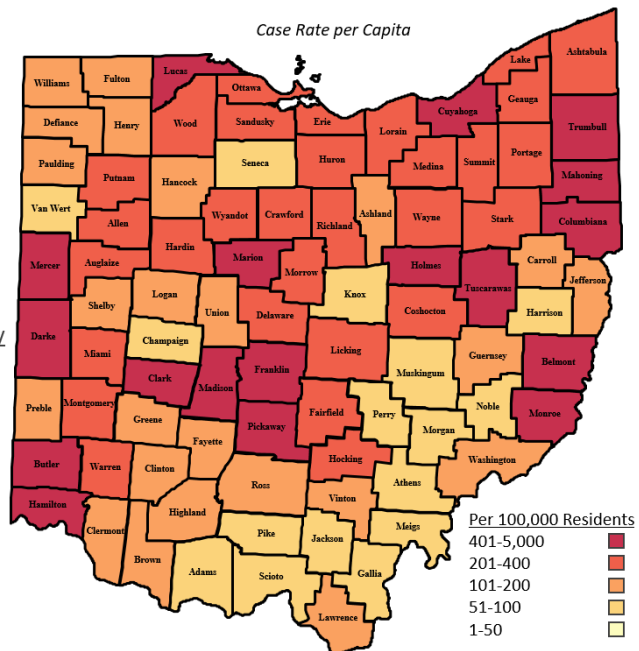 Case Rate per Capita
Williams
Fulton
Lucas
Ottawa
Lake
Ashtabula
Geauga
Cuyahoga
Defiance
Henry
Wood
Sandusky
Erie
Lorain
Trumbull
Paulding
Putnam
Hancock
Seneca
Huron
Medina
Summit
Portage
Mahoning
Van Wert
Allen
Wyandot
Crawford
Richland
Ashland
Wayne
Stark
Columbiana
Mercer
Auglaize
Hardin
Marion
Morrow
Holmes
Tuscarawas
Carroll
Jefferson
Shelby
Logan
Union
Delaware
Knox
Coshocton
Harrison
Darke
Miami
Champaign
Licking
Muskingum
Guernsey
Belmont
Clark
Madison
Franklin
Preble
Montgomery
Greene
Pickaway
Fairfield
Perry
Noble
Monroe
Morgan
Fayette
Butler
Warren
Clinton
Hocking
Athens
Washington
Ross
Vinton
Hamilton
Highland
Clermont
Brown
Pike
Jackson
Meigs
Adams
Scioto
Gallia
Lawrence
Per 100,000 Residents
401-5,000
201-400
101-200
51-100
1-50